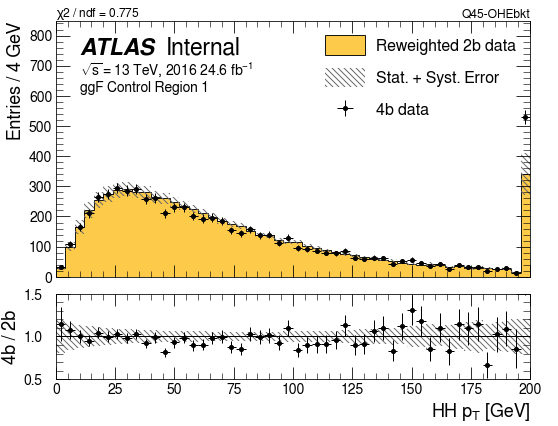 χ2 / ndf = 0.775
Q45-OHEbkt
Entries / 4 GeV
800
700
600
500
400
300
200
100
0
ATLAS Internal
√s = 13 TeV, 2016 24.6 fb⁻¹
ggF Control Region 1
Reweighted 2b data
Stat. + Syst. Error
4b data
4b / 2b
1.5
1.0
0.5
0 25 50 75 100 125 150 175 200
HH p_T [GeV]